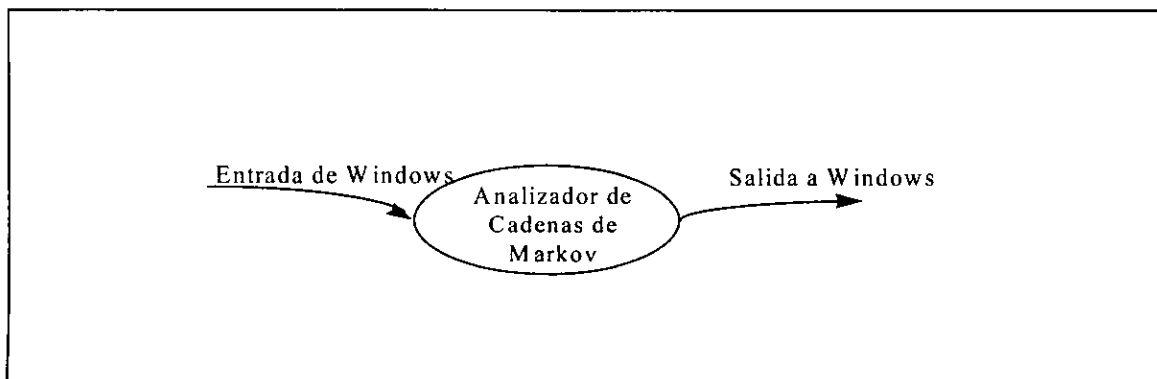 Entrada de Windows
Salida a Windows
Analizador de
Cadenas de
Markov